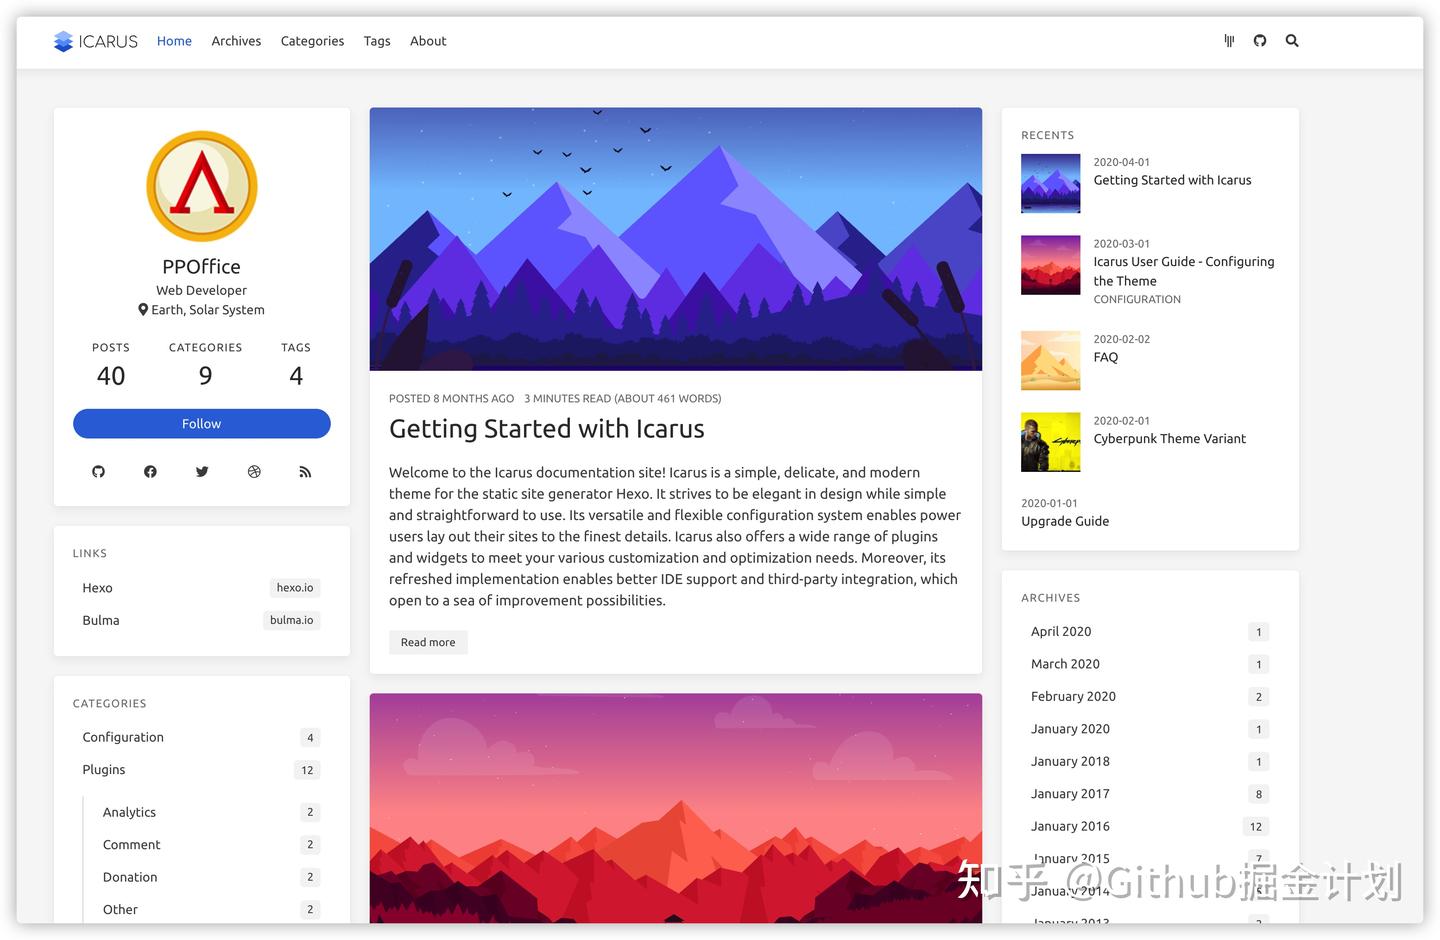 ICARUS Home Archives Categories Tags About
PPOffice
Web Developer
Earth, Solar System
POSTS CATEGORIES TAGS
40 9 4
Follow
LINKS
Hexo hexo.io
Bulma bulma.io
CATEGORIES
Configuration 4
Plugins 12
Analytics 2
Comment 2
Donation 2
Other 2
POSTED 8 MONTHS AGO 3 MINUTES READ (ABOUT 461 WORDS)
Getting Started with Icarus
Welcome to the Icarus documentation site! Icarus is a simple, delicate, and modern
theme for the static site generator Hexo. It strives to be elegant in design while simple
and straightforward to use. Its versatile and flexible configuration system enables power
users lay out their sites to the finest details. Icarus also offers a wide range of plugins
and widgets to meet your various customization and optimization needs. Moreover, its
refreshed implementation enables better IDE support and third-party integration, which
open to a sea of improvement possibilities.
Read more
RECENTS
2020-04-01
Getting Started with Icarus
2020-03-01
Icarus User Guide - Configuring
the Theme
CONFIGURATION
2020-02-02
FAQ
2020-02-01
Cyberpunk Theme Variant
2020-01-01
Upgrade Guide
ARCHIVES
April 2020 1
March 2020 1
February 2020 2
January 2020 1
January 2018 1
January 2017 8
January 2016 12
January 2015 7
January 2014
January 2013
知乎 @Github掘金计划